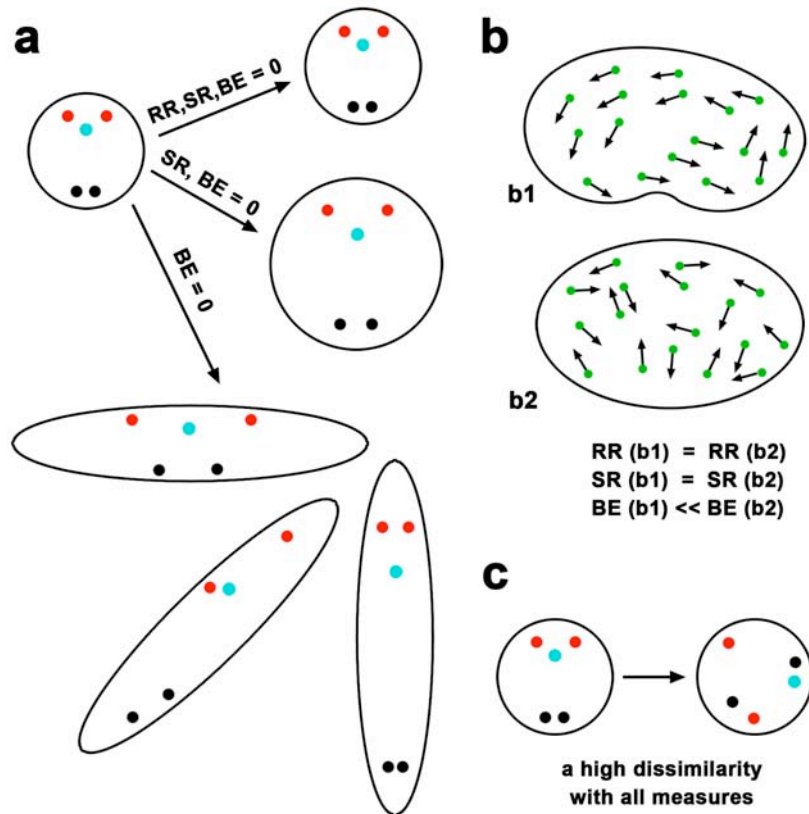 a
RR,SR,BE = 0
SR, BE = 0
BE = 0
b
b1
b2
RR (b1) = RR (b2)
SR (b1) = SR (b2)
BE (b1) << BE (b2)
c
a high dissimilarity
with all measures